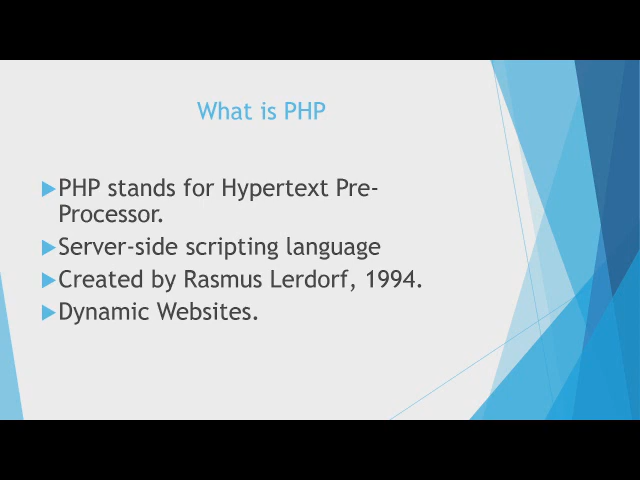 What is PHP
PHP stands for Hypertext Pre-
Processor.
Server-side scripting language
Created by Rasmus Lerdorf, 1994.
Dynamic Websites.